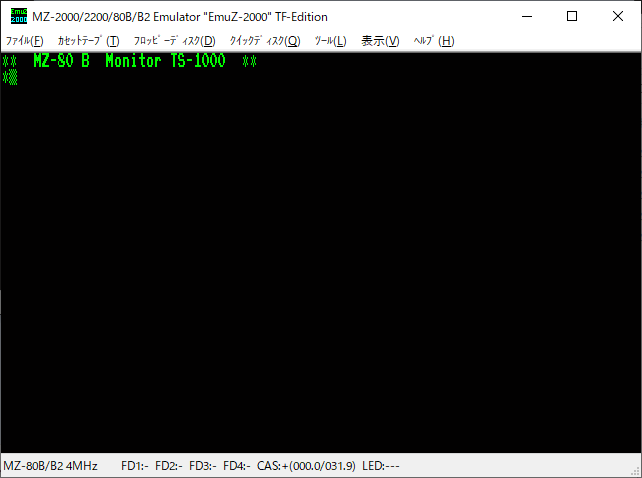 EmuZ
2000
MZ-2000/2200/80B/B2 Emulator "EmuZ-2000" TF-Edition
ﾌｧｲﾙ(F) ｶｾｯﾄﾃｰﾌﾟ(T) ﾌﾛｯﾋﾟｰﾃﾞｨｽｸ(D) ｸｲｯｸﾃﾞｨｽｸ(Q) ﾂｰﾙ(L) 表示(V) ﾍﾙﾌﾟ(H)
** MZ-80 B Monitor TS-1000 **
*
MZ-80B/B2 4MHz FD1:- FD2:- FD3:- FD4:- CAS:+(000.0/031.9) LED:---